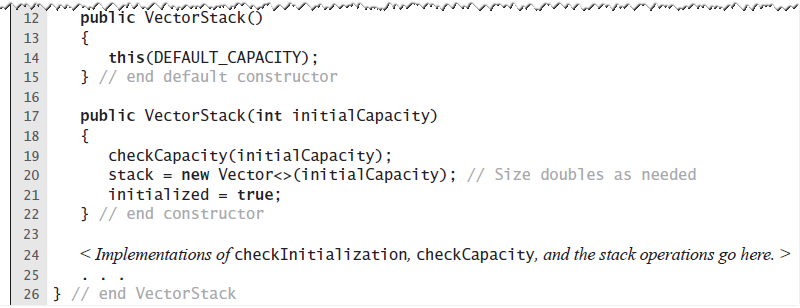 12 public VectorStack()
13 {
14 this(DEFAULT_CAPACITY);
15 } // end default constructor
16
17 public VectorStack(int initialCapacity)
18 {
19 checkCapacity(initialCapacity);
20 stack = new Vector<>(initialCapacity); // Size doubles as needed
21 initialized = true;
22 } // end constructor
23
24 < Implementations of checkInitialization, checkCapacity, and the stack operations go here. >
25 . . .
26 } // end VectorStack